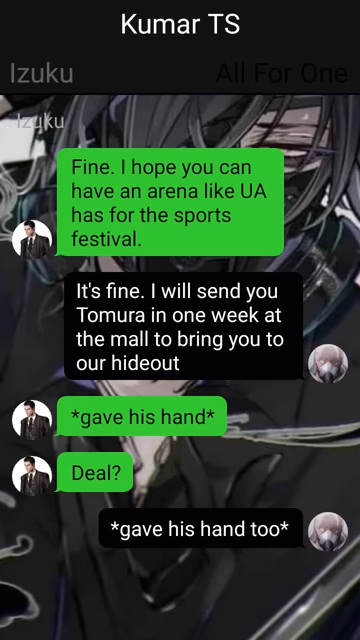 Kumar TS
Izuku
All For One
Izuku
Fine. I hope you can
have an arena like UA
has for the sports
festival.
It's fine. I will send you
Tomura in one week at
the mall to bring you to
our hideout
*gave his hand*
Deal?
*gave his hand too*